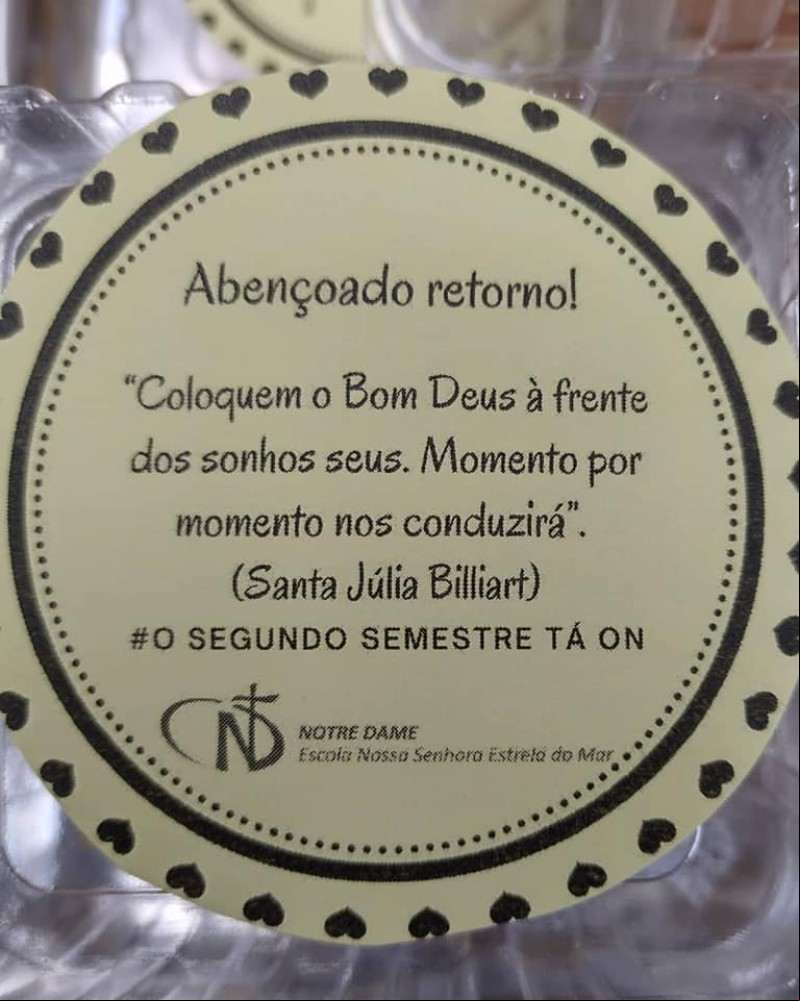 Abençoado retorno!
“Coloquem o Bom Deus à frente
dos sonhos seus. Momento por
momento nos conduzirá”.
(Santa Júlia Billiart)
#O SEGUNDO SEMESTRE TÁ ON
ND
NOTRE DAME
Escola Nossa Senhora Estrela do Mar